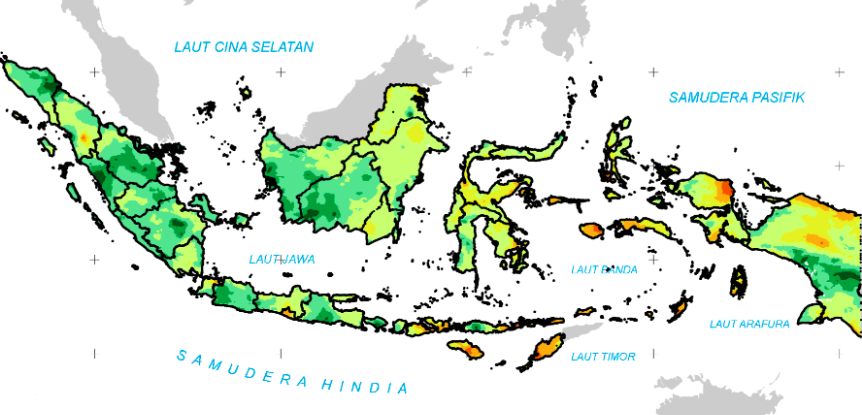 LAUT CINA SELATAN
SAMUDERA PASIFIK
LAUT JAWA
LAUT BANDA
LAUT ARAFURA
LAUT TIMOR
SAMUDERA HINDIA